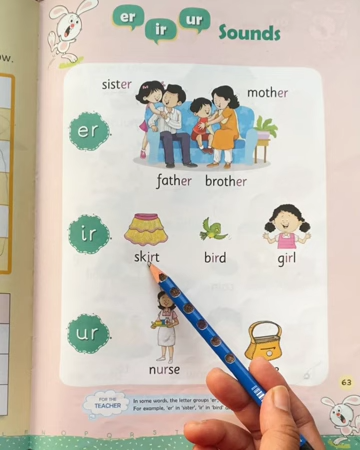 er ir ur Sounds
sister
mother
er
father brother
ir
skirt bird girl
ur
nurse
63
FOR THE
TEACHER
In some words, the letter groups 'er',
For example, 'er' in 'sister', 'ir' in 'bird'